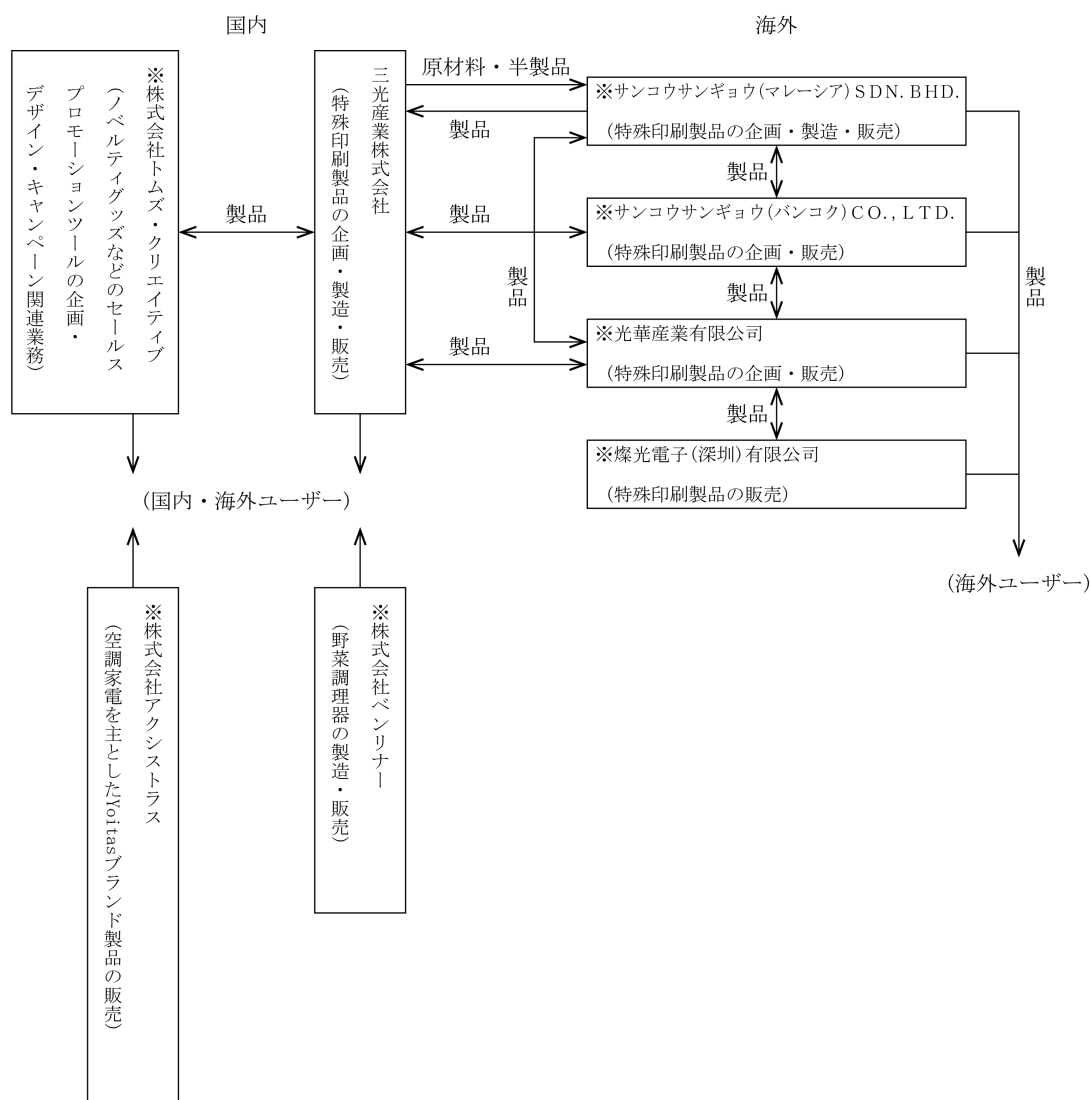 国内
海外
※株式会社トムズ・クリエイティブ
(ノベルティグッズなどのセールス
プロモーションツールの企画・
デザイン・キャンペーン関連業務)
製品
三光産業株式会社
(特殊印刷製品の企画・製造・販売)
原材料・半製品
製品
製品
製品
製品
※サンコウサンギョウ(マレーシア)SDN.BHD.
(特殊印刷製品の企画・製造・販売)
製品
※サンコウサンギョウ(バンコク)CO.,LTD.
(特殊印刷製品の企画・販売)
製品
※光華産業有限公司
(特殊印刷製品の企画・販売)
製品
※燦光電子(深圳)有限公司
(特殊印刷製品の販売)
製品
(国内・海外ユーザー)
(海外ユーザー)
※株式会社アクシストラス
(空調家電を主としたYoitasブランド製品の販売)
※株式会社ベンリナー
(野菜調理器の製造・販売)